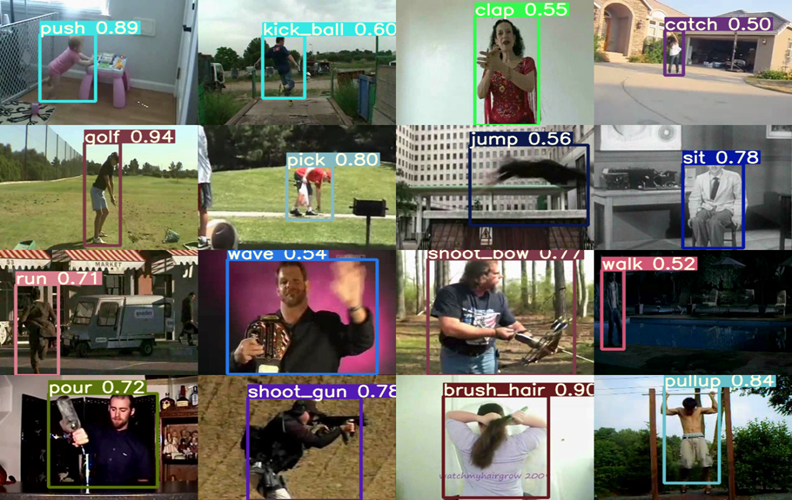 push 0.89
kick_ball 0.60
clap 0.55
catch 0.50
golf 0.94
pick 0.80
jump 0.56
sit 0.78
run 0.71
MARKET
wave 0.54
shoot_bow 0.77
walk 0.52
pour 0.72
shoot_gun 0.78
brush_hair 0.90
watchmyhairgrow 200
pullup 0.84